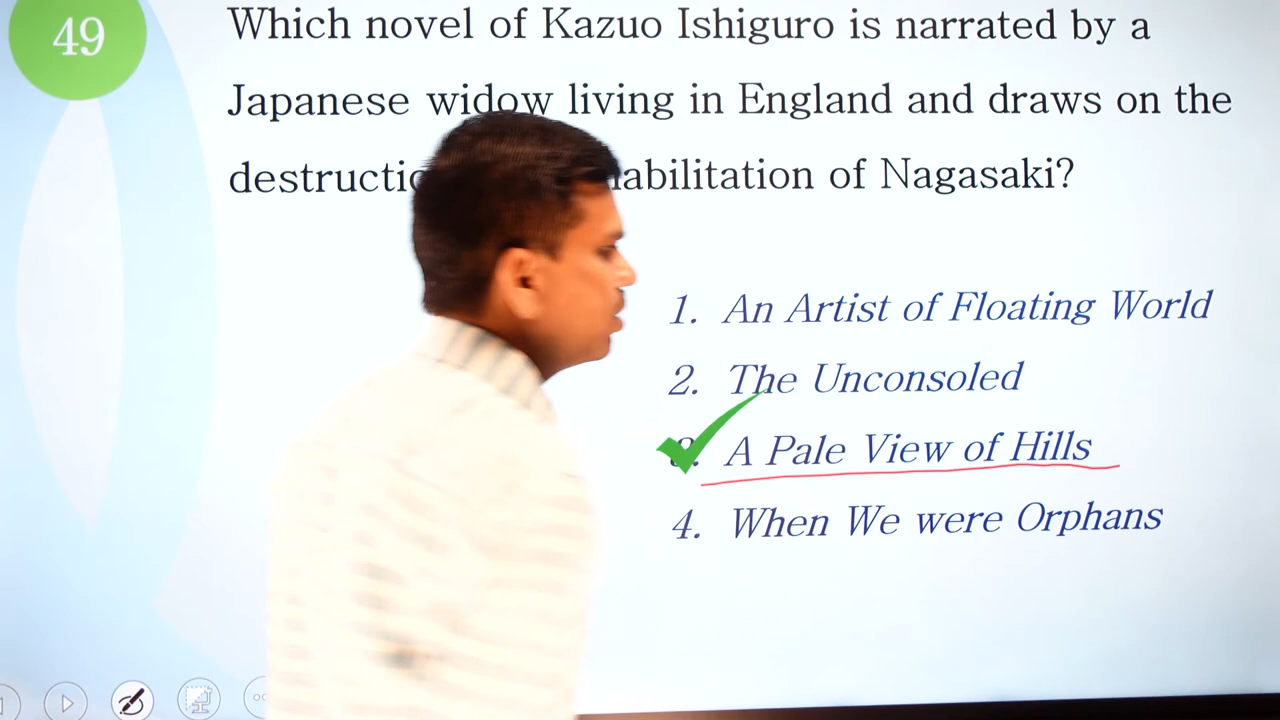 49
Which novel of Kazuo Ishiguro is narrated by a
Japanese widow living in England and draws on the
of Nagasaki?
1. An Artist of Floating World
2. The Unconsoled
A Pale View of Hills
4. When We were Orphans